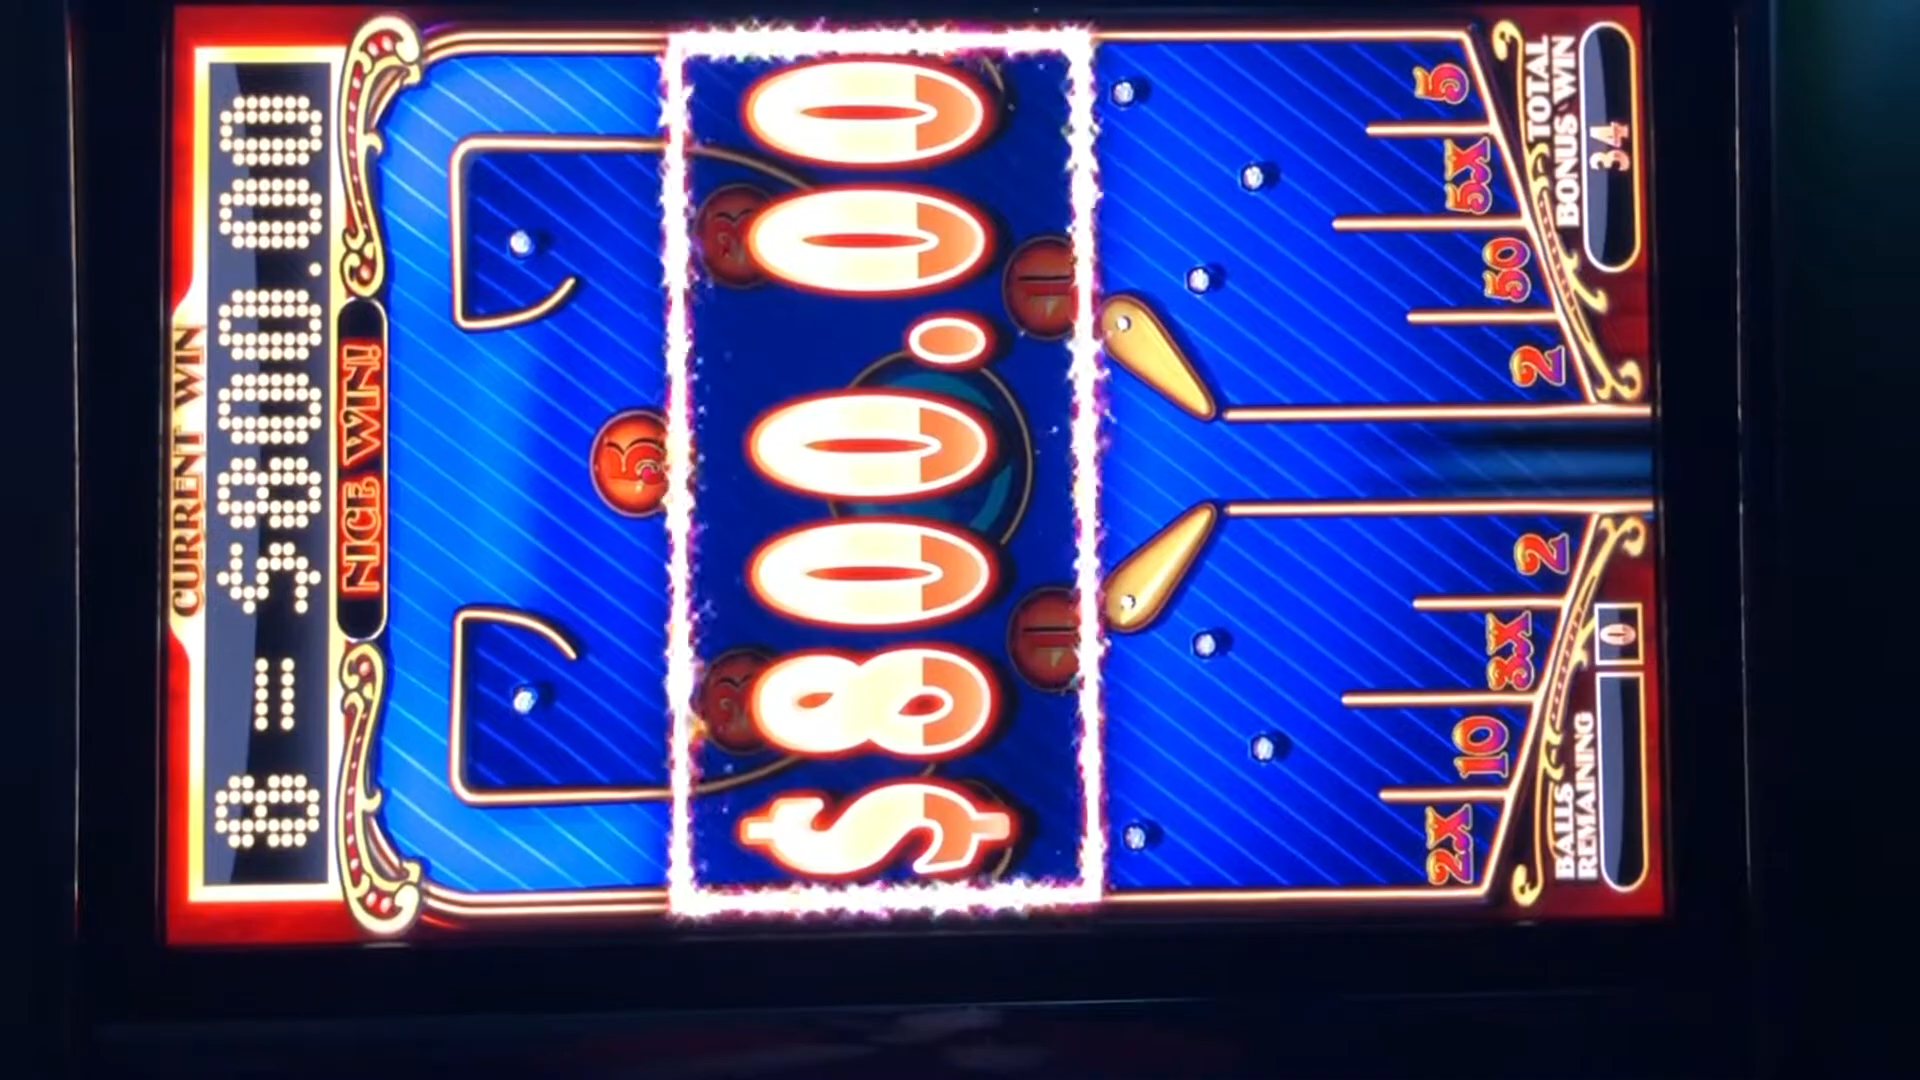 CURRENT WIN
8 = $800.00
NICE WIN!
$800.00
2X 10 3X 2 2 50 5X 5
BALLS
REMAINING
0
TOTAL
BONUS WIN
34